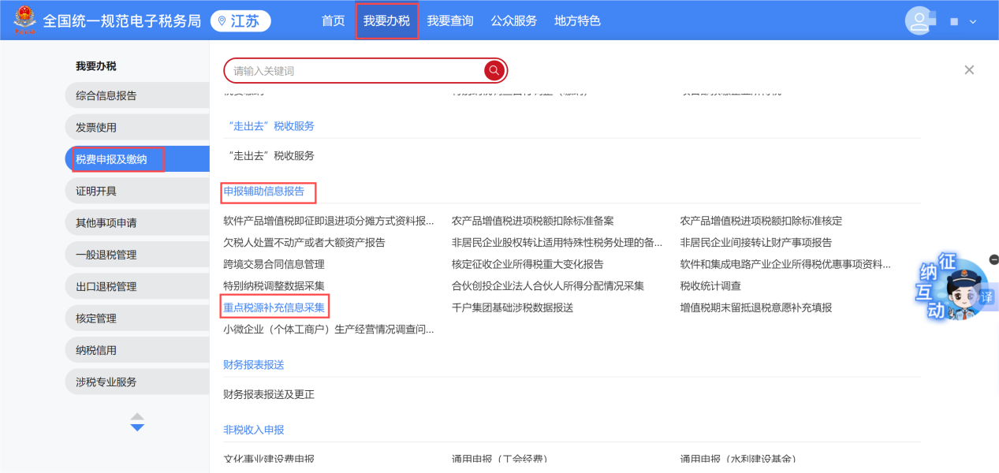 全国统一规范电子税务局 江苏 首页 我要办税 我要查询 公众服务 地方特色
我要办税
综合信息报告
发票使用
税费申报及缴纳
证明开具
其他事项申请
一般退税管理
出口退税管理
核定管理
纳税信用
涉税专业服务
请输入关键词
“走出去”税收服务
“走出去”税收服务
申报辅助信息报告
软件产品增值税即征即退进项分摊方式资料报... 农产品增值税进项税额扣除标准备案 农产品增值税进项税额扣除标准核定
欠税人处置不动产或者大额资产报告 非居民企业股权转让适用特殊性税务处理的备... 非居民企业间接转让财产事项报告
跨境交易合同信息管理 核定征收企业所得税重大变化报告 软件和集成电路产业企业所得税优惠事项资料...
特别纳税调整数据采集 合伙创投企业法人合伙人所得分配情况采集 税收统计调查
重点税源补充信息采集 千户集团基础涉税数据报送 增值税期末留抵退税意愿补充填报
小微企业（个体工商户）生产经营情况调查问...
财务报表报送
财务报表报送及更正
非税收入申报
文化事业建设费申报 通用申报（工会经费） 通用申报（水利建设基金）
征纳互动
译